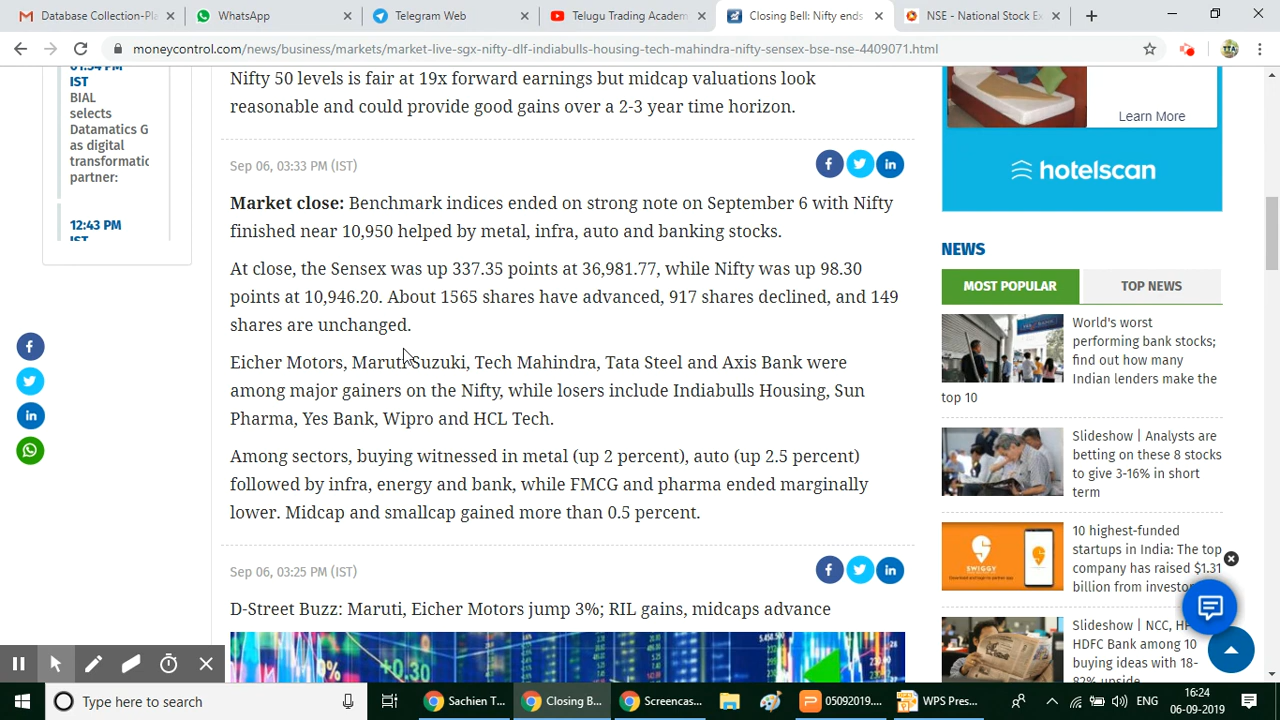 Database Collection-Pla
WhatsApp
Telegram Web
Telugu Trading Academ
Closing Bell: Nifty ends
NSE - National Stock Ex
moneycontrol.com/news/business/markets/market-live-sgx-nifty-dlf-indiabulls-housing-tech-mahindra-nifty-sensex-bse-nse-4409071.html
01:34 PM
IST
BIAL
selects
Datamatics G
as digital
transformatic
partner:
12:43 PM
IST
Nifty 50 levels is fair at 19x forward earnings but midcap valuations look
reasonable and could provide good gains over a 2-3 year time horizon.
Sep 06, 03:33 PM (IST)
Market close: Benchmark indices ended on strong note on September 6 with Nifty
finished near 10,950 helped by metal, infra, auto and banking stocks.
At close, the Sensex was up 337.35 points at 36,981.77, while Nifty was up 98.30
points at 10,946.20. About 1565 shares have advanced, 917 shares declined, and 149
shares are unchanged.
Eicher Motors, Maruti Suzuki, Tech Mahindra, Tata Steel and Axis Bank were
among major gainers on the Nifty, while losers include Indiabulls Housing, Sun
Pharma, Yes Bank, Wipro and HCL Tech.
Among sectors, buying witnessed in metal (up 2 percent), auto (up 2.5 percent)
followed by infra, energy and bank, while FMCG and pharma ended marginally
lower. Midcap and smallcap gained more than 0.5 percent.
Sep 06, 03:25 PM (IST)
D-Street Buzz: Maruti, Eicher Motors jump 3%; RIL gains, midcaps advance
+0.30
Learn More
hotelscan
NEWS
MOST POPULAR
TOP NEWS
World's worst
performing bank stocks;
find out how many
Indian lenders make the
top 10
Slideshow | Analysts are
betting on these 8 stocks
to give 3-16% in short
term
SWIGGY
10 highest-funded
startups in India: The top
company has raised $1.31
billion from investor
Slideshow | NCC, HP
HDFC Bank among 10
buying ideas with 18-
82% upside
Type here to search
Sachien T...
Closing B...
Screencas...
05092019....
WPS Pres...
ENG
16:24
06-09-2019